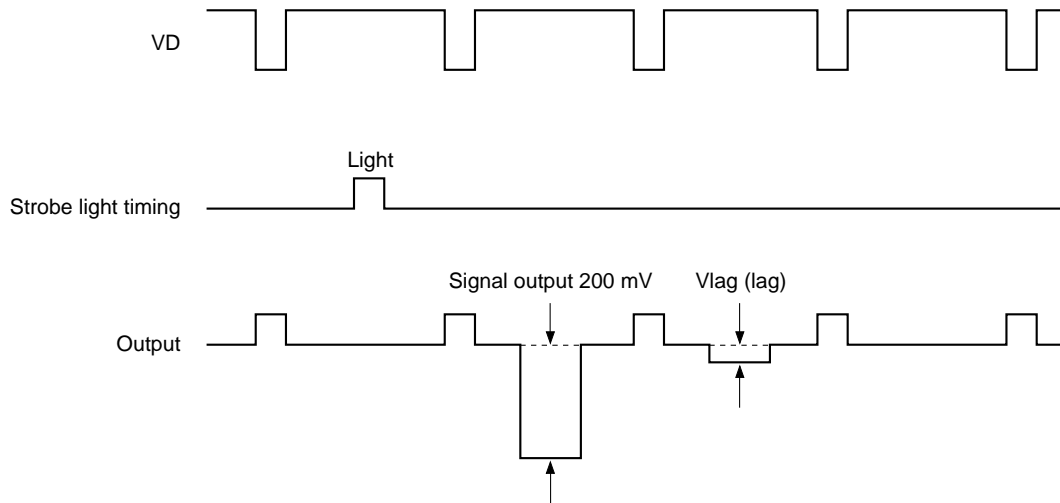 VD
Light
Strobe light timing
Signal output 200 mV
Vlag (lag)
Output